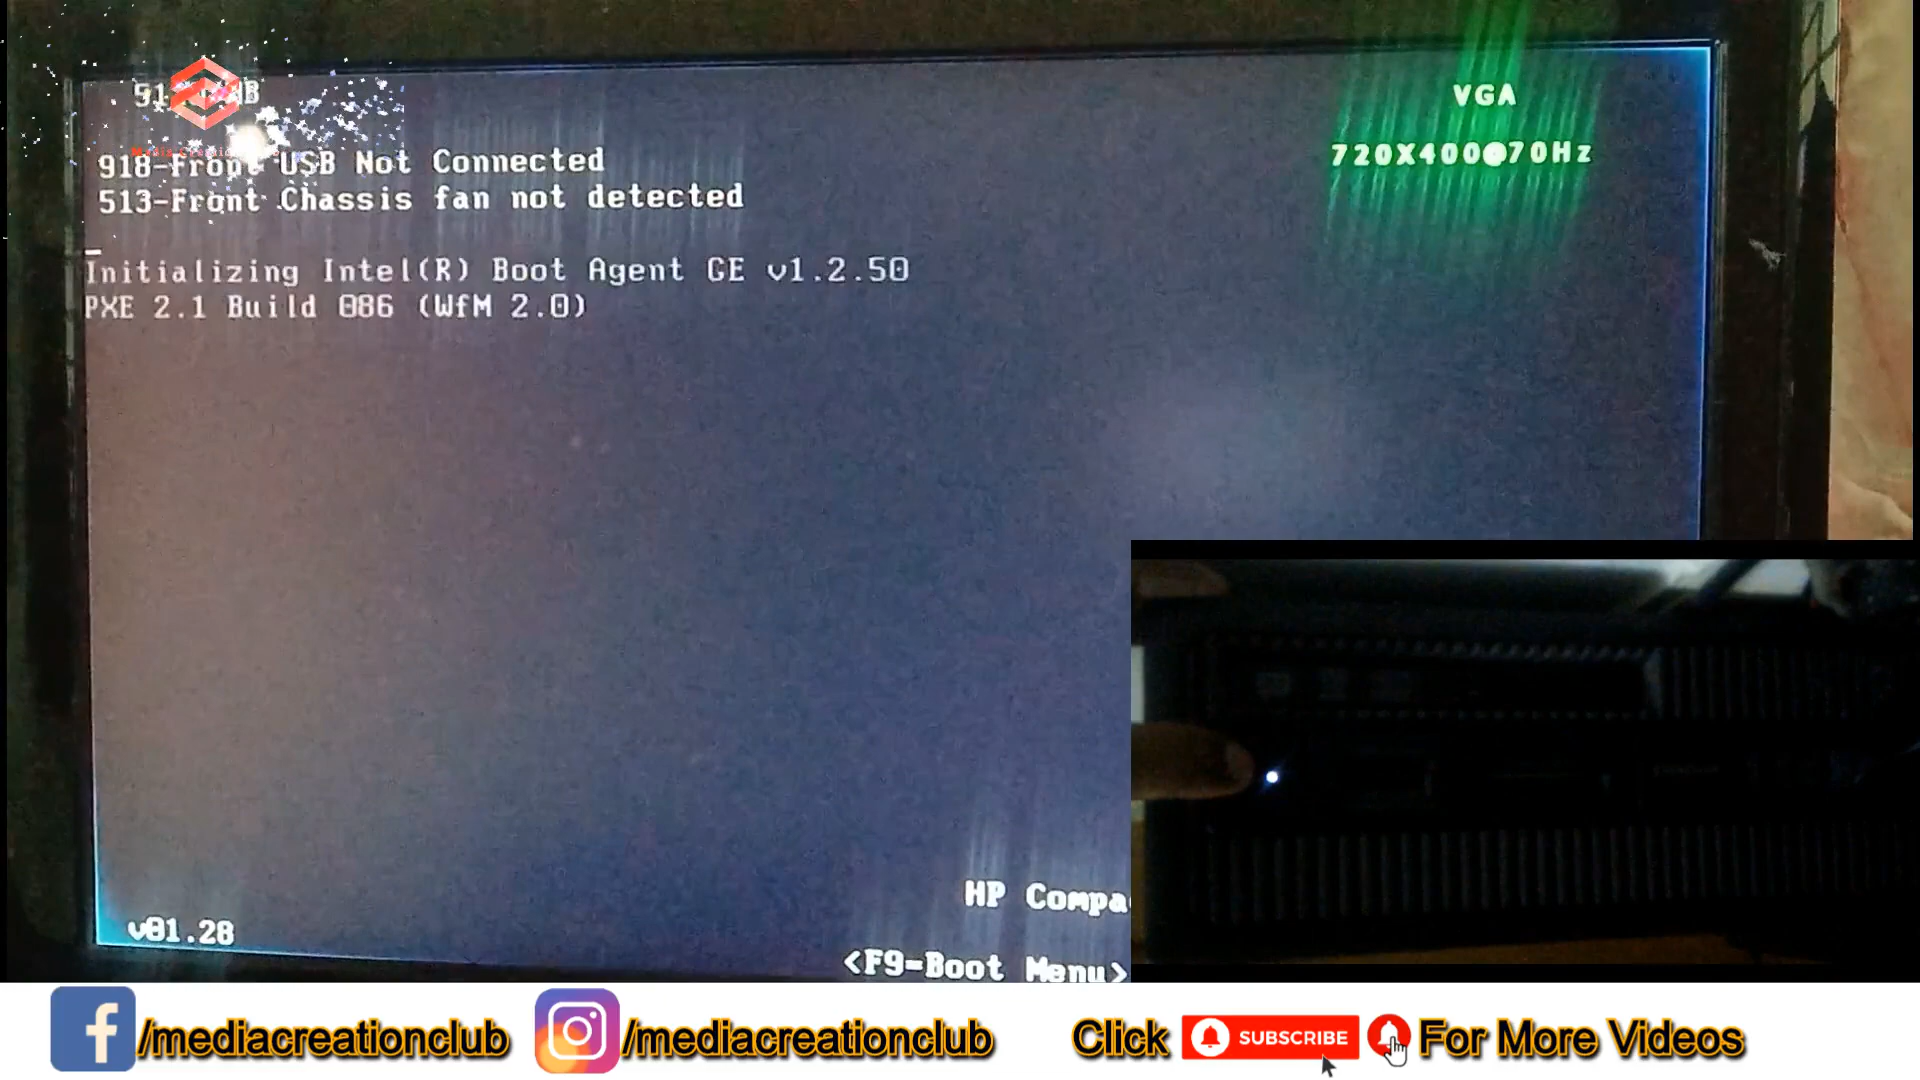 VGA
918-Front USB Not Connected
720X400@70Hz
513-Front Chassis fan not detected
Initializing Intel(R) Boot Agent GE v1.2.50
PXE 2.1 Build 086 (WfM 2.0)
HP Compa
v01.28
<F9=Boot Menu>
/mediacreationclub
/mediacreationclub
Click SUBSCRIBE For More Videos